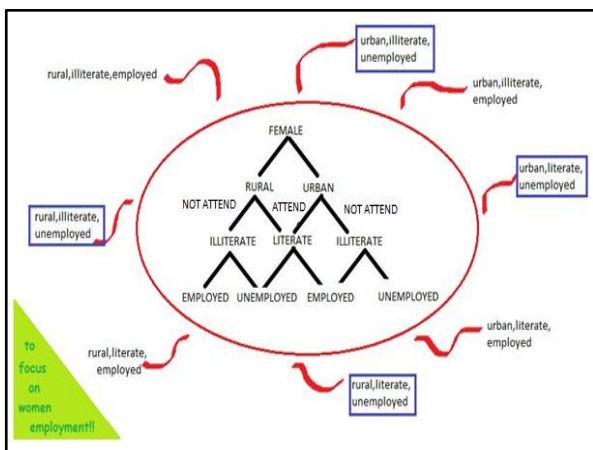 urban,illiterate,
unemployed
rural,illiterate,employed
urban,illiterate,
employed
FEMALE
RURAL URBAN
urban,literate,
unemployed
NOT ATTEND ATTEND NOT ATTEND
rural,illiterate,
unemployed
ILLITERATE LITERATE ILLITERATE
EMPLOYED UNEMPLOYED EMPLOYED UNEMPLOYED
urban,literate,
employed
rural,literate,
employed
rural,literate,
unemployed
to
focus
on
women
employment!!